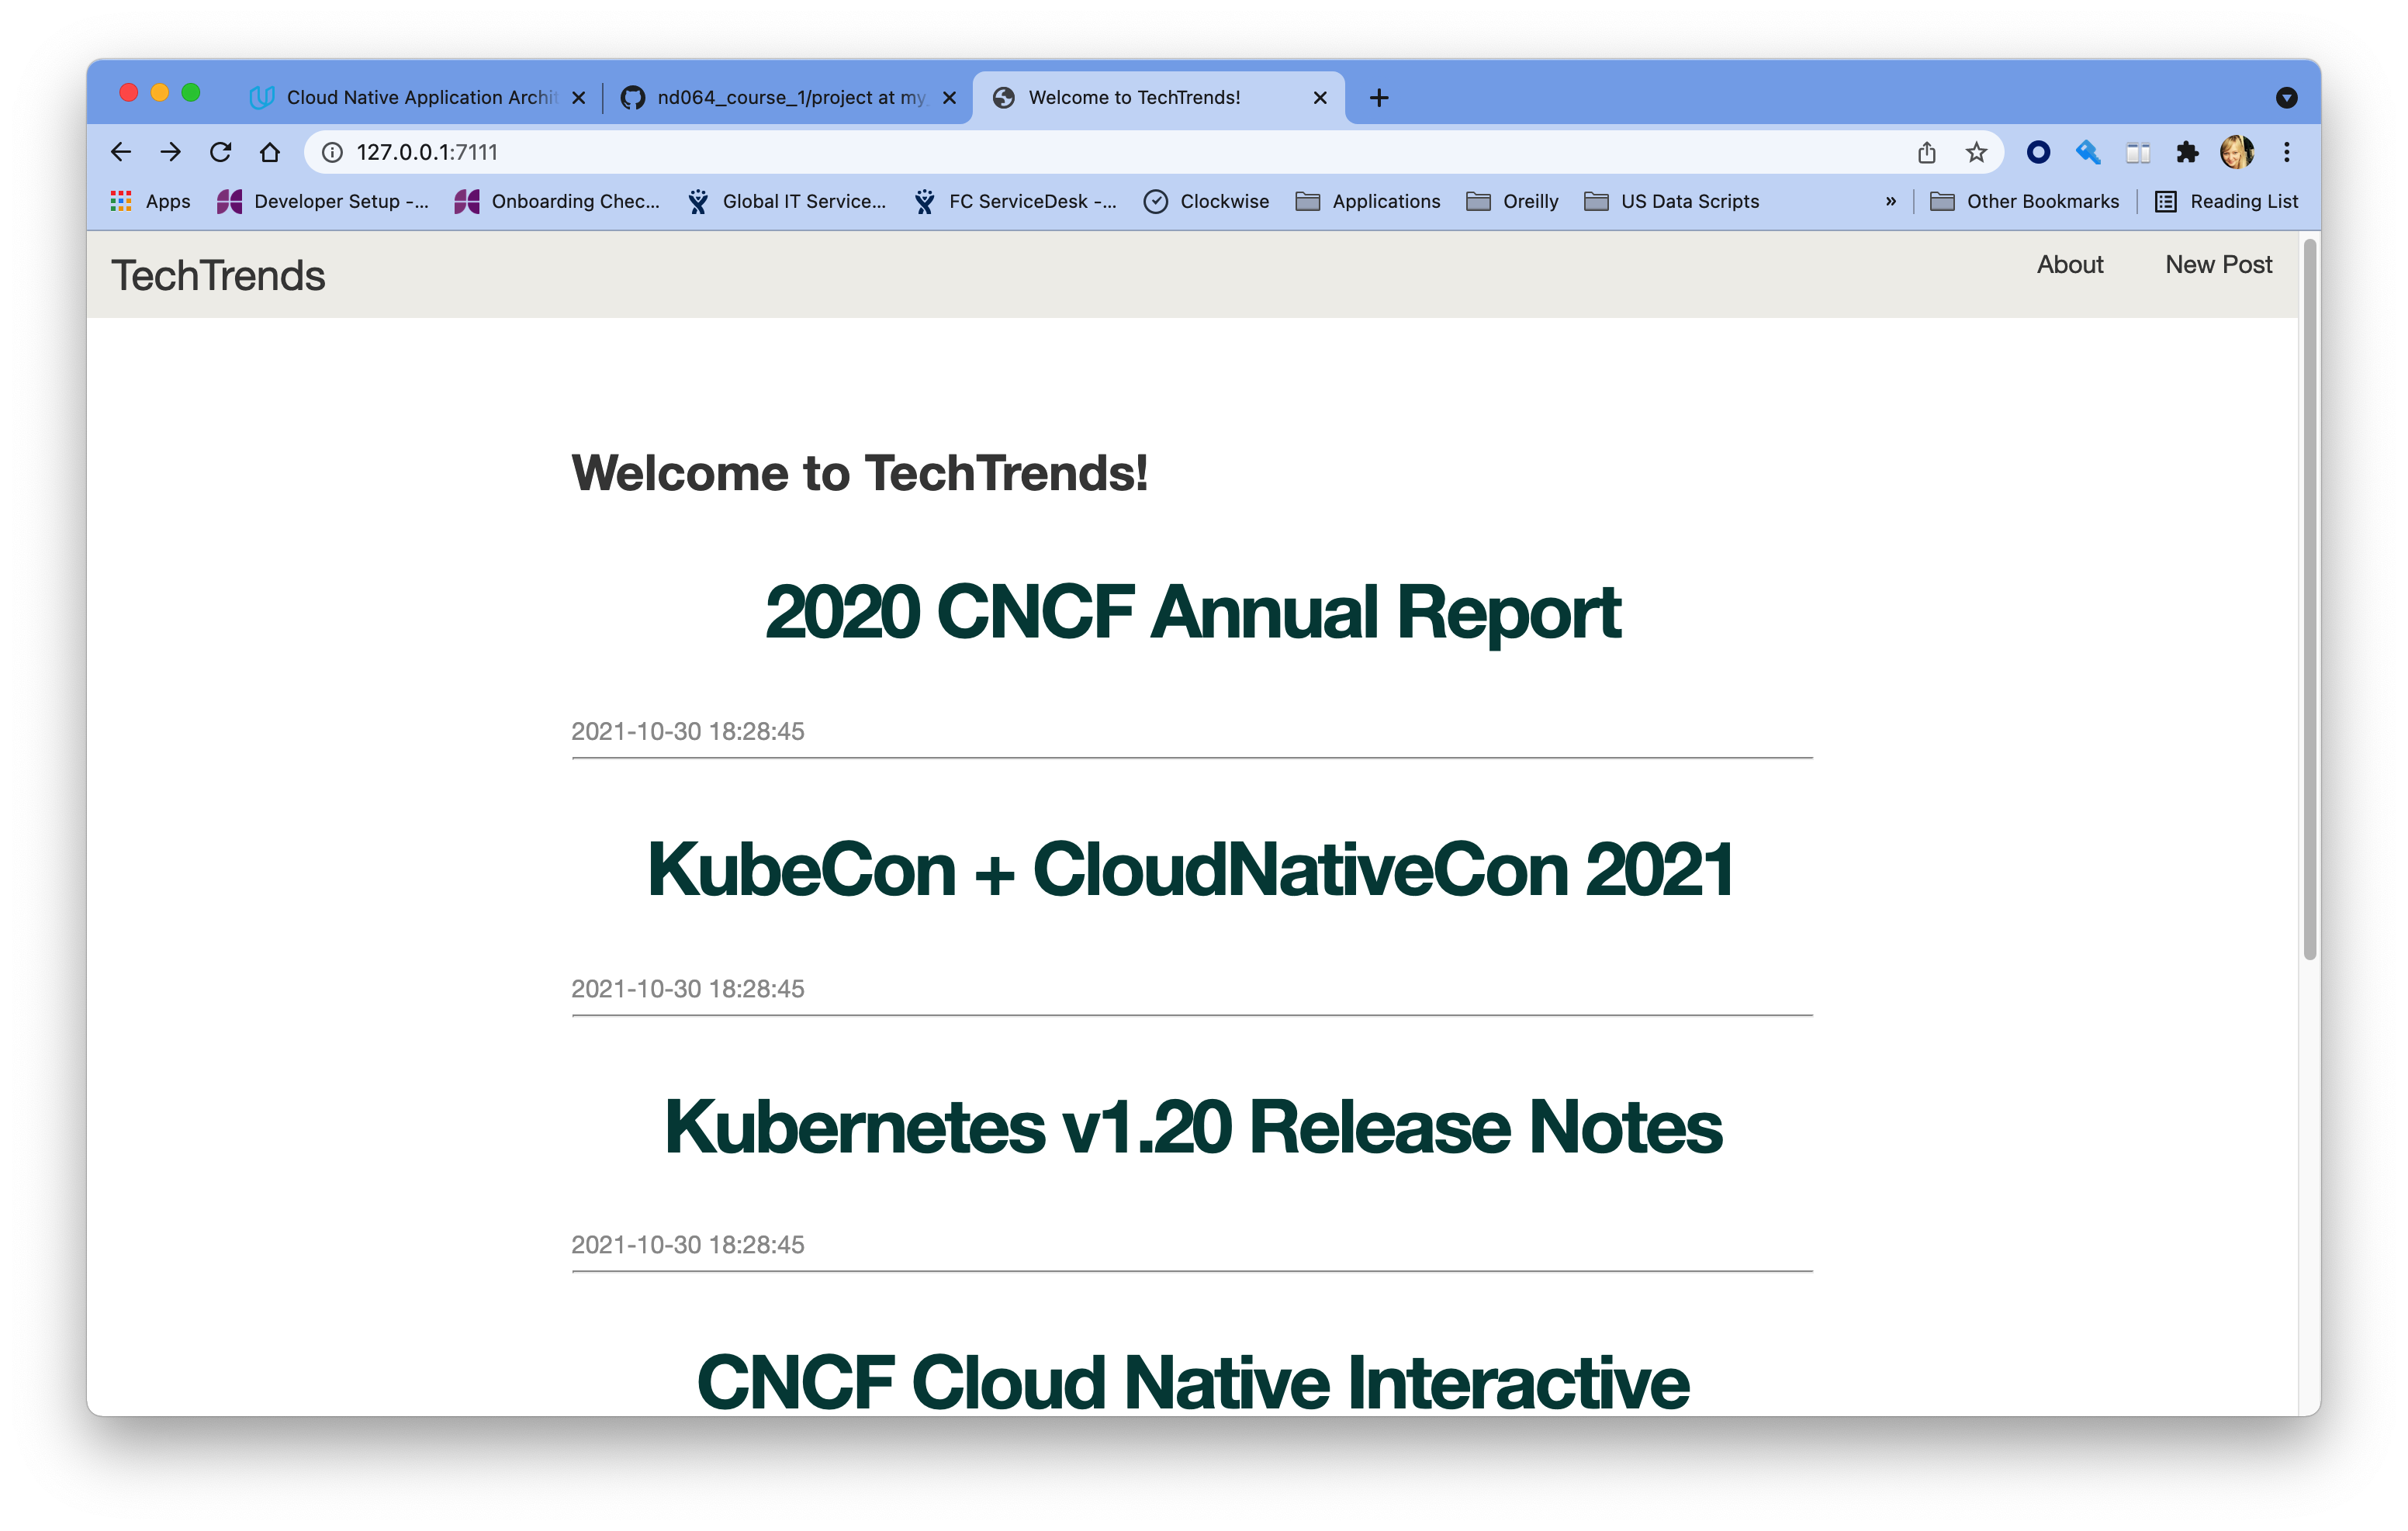 Cloud Native Application Archit
nd064_course_1/project at my_
Welcome to TechTrends!
127.0.0.1:7111
Apps
Developer Setup -...
Onboarding Chec...
Global IT Service...
FC ServiceDesk -...
Clockwise
Applications
Oreilly
US Data Scripts
»
Other Bookmarks
Reading List
TechTrends
About
New Post
Welcome to TechTrends!
2020 CNCF Annual Report
2021-10-30 18:28:45
KubeCon + CloudNativeCon 2021
2021-10-30 18:28:45
Kubernetes v1.20 Release Notes
2021-10-30 18:28:45
CNCF Cloud Native Interactive